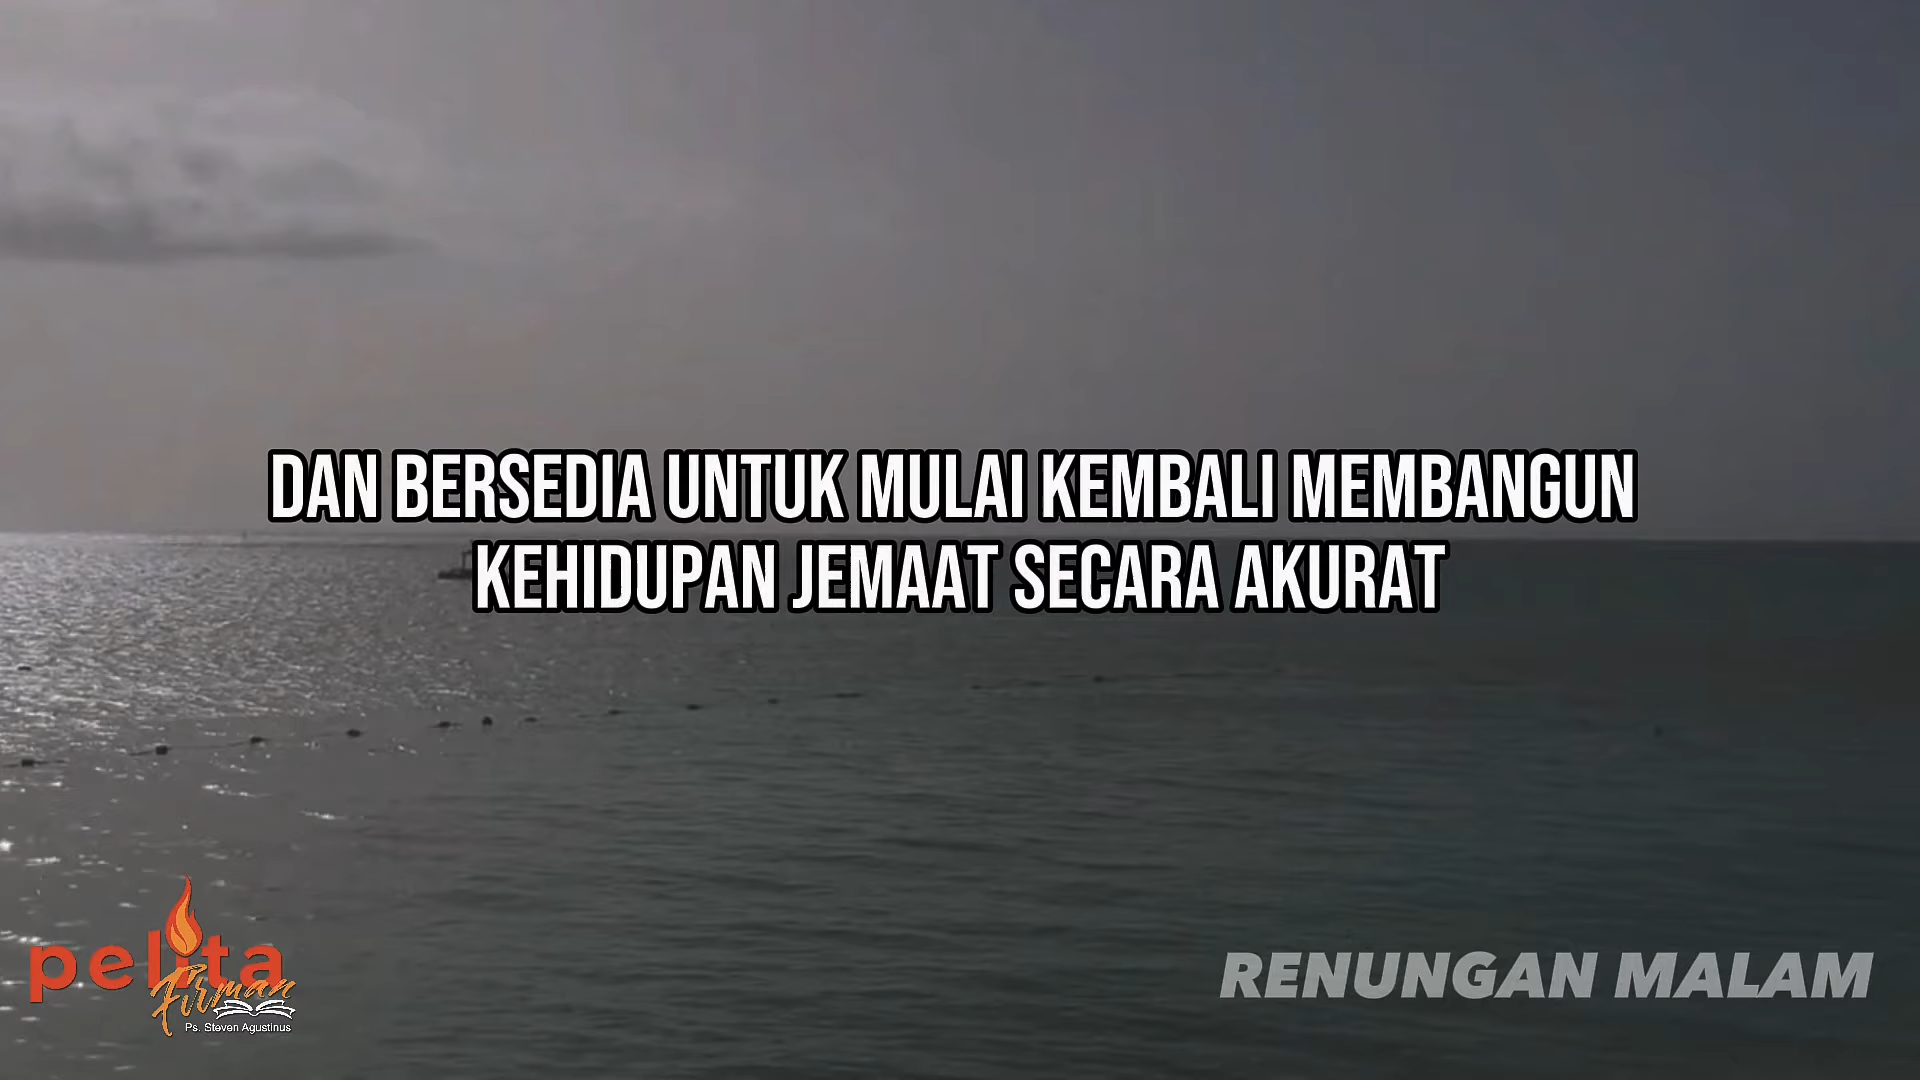 DAN BERSEDIA UNTUK MULAI KEMBALI MEMBANGUN
KEHIDUPAN JEMAAT SECARA AKURAT
pelita
Firman
Ps. Steven Agustinus
RENUNGAN MALAM